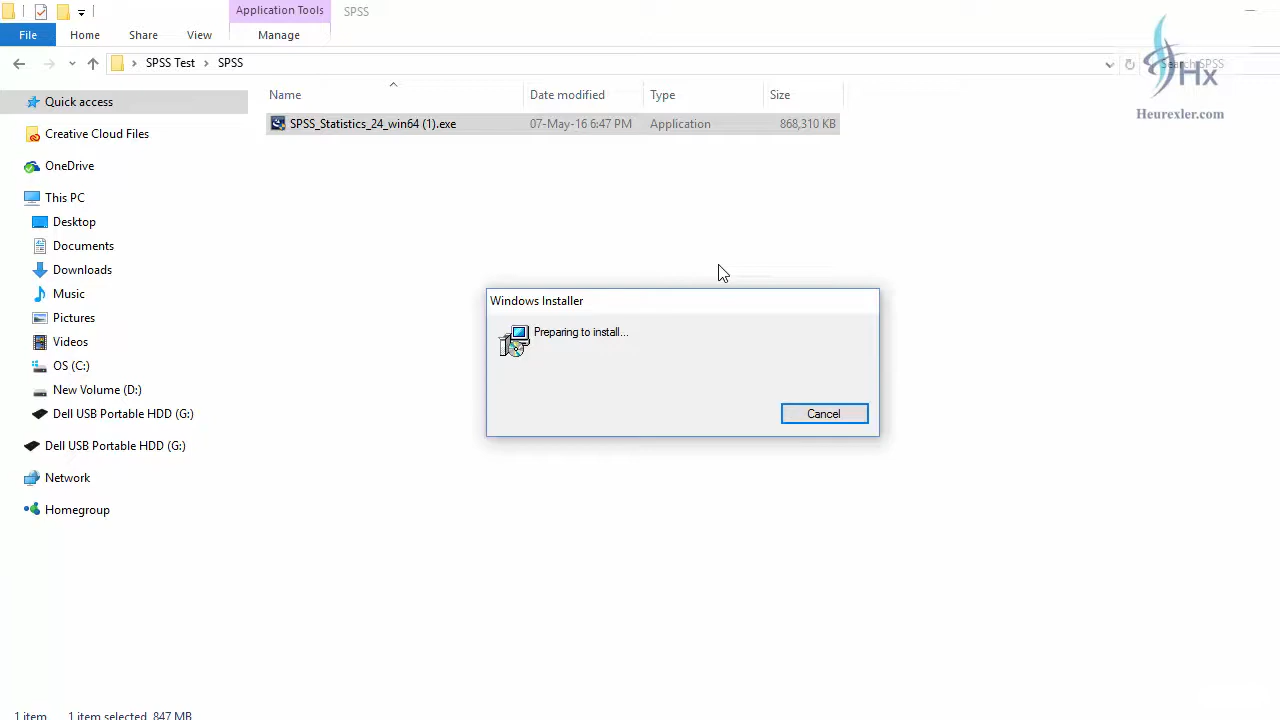 Application Tools
SPSS
File
Home
Share
View
Manage
SPSS Test
SPSS
Search SPSS
Hx
Heurexler.com
Name
Date modified
Type
Size
SPSS_Statistics_24_win64 (1).exe
07-May-16 6:47 PM
Application
868,310 KB
Quick access
Creative Cloud Files
OneDrive
This PC
Desktop
Documents
Downloads
Music
Pictures
Videos
OS (C:)
New Volume (D:)
Dell USB Portable HDD (G:)
Dell USB Portable HDD (G:)
Network
Homegroup
Windows Installer
Preparing to install...
Cancel
1 item
1 item selected 847 MB